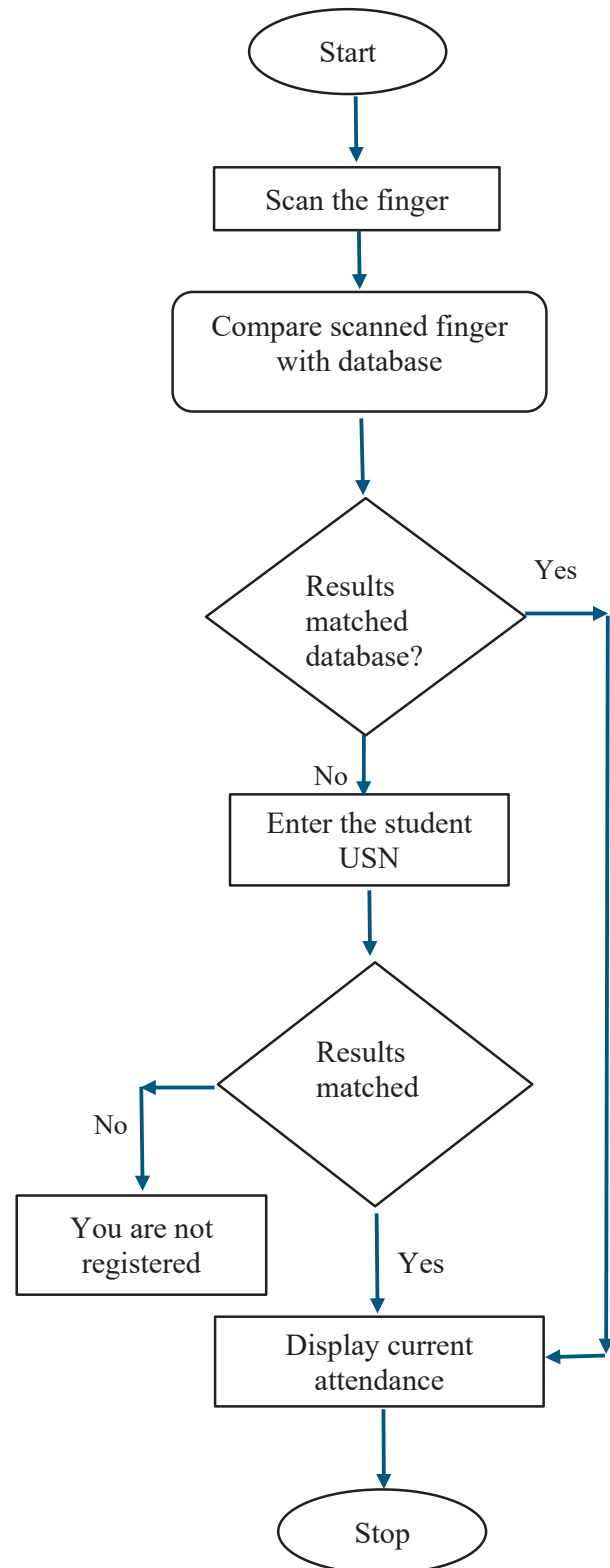 Start
Scan the finger
Compare scanned finger
with database
Results
matched
database?
Yes
No
Enter the student
USN
Results
matched
No
You are not
registered
Yes
Display current
attendance
Stop